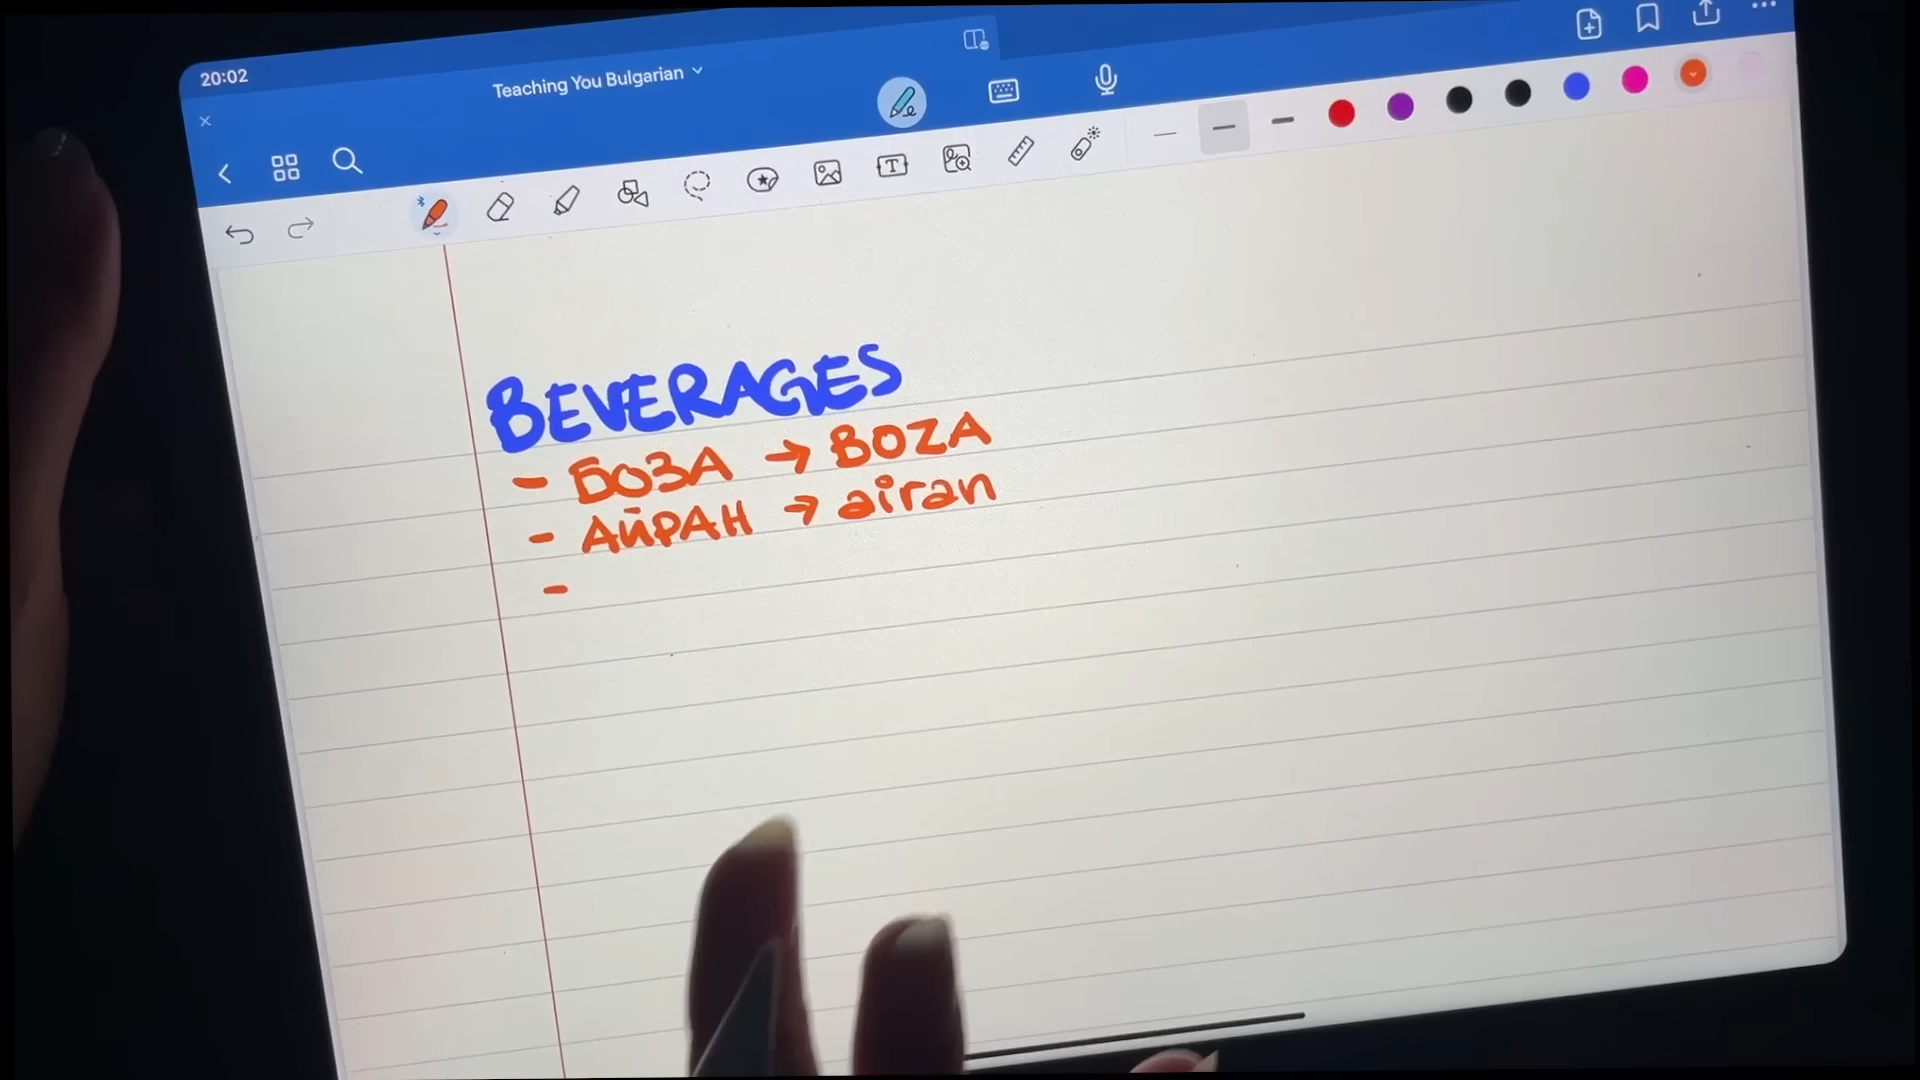 20:02
Teaching You Bulgarian
BEVERAGES
- БОЗА → BOZA
- АЙРАН → airan
-